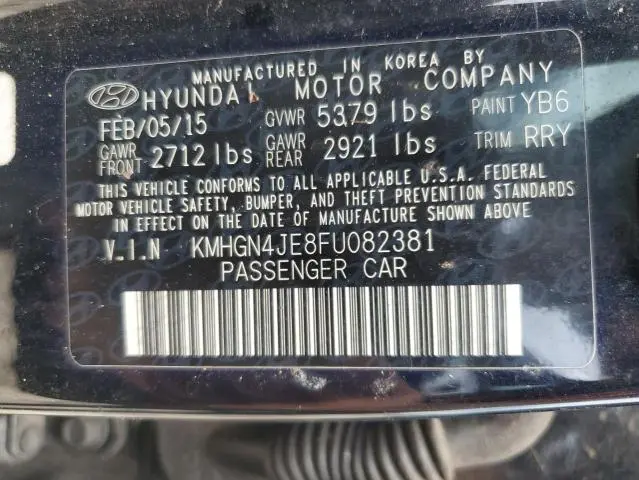 MANUFACTURED IN KOREA BY
HYUNDAI MOTOR COMPANY
FEB/05/15 GVWR 5379 lbs PAINT YB6
GAWR FRONT 2712 lbs GAWR REAR 2921 lbs TRIM RRY
THIS VEHICLE CONFORMS TO ALL APPLICABLE U.S.A. FEDERAL
MOTOR VEHICLE SAFETY, BUMPER, AND THEFT PREVENTION STANDARDS
IN EFFECT ON THE DATE OF MANUFACTURE SHOWN ABOVE.
V.I.N KMHGN4JE8FU082381
PASSENGER CAR